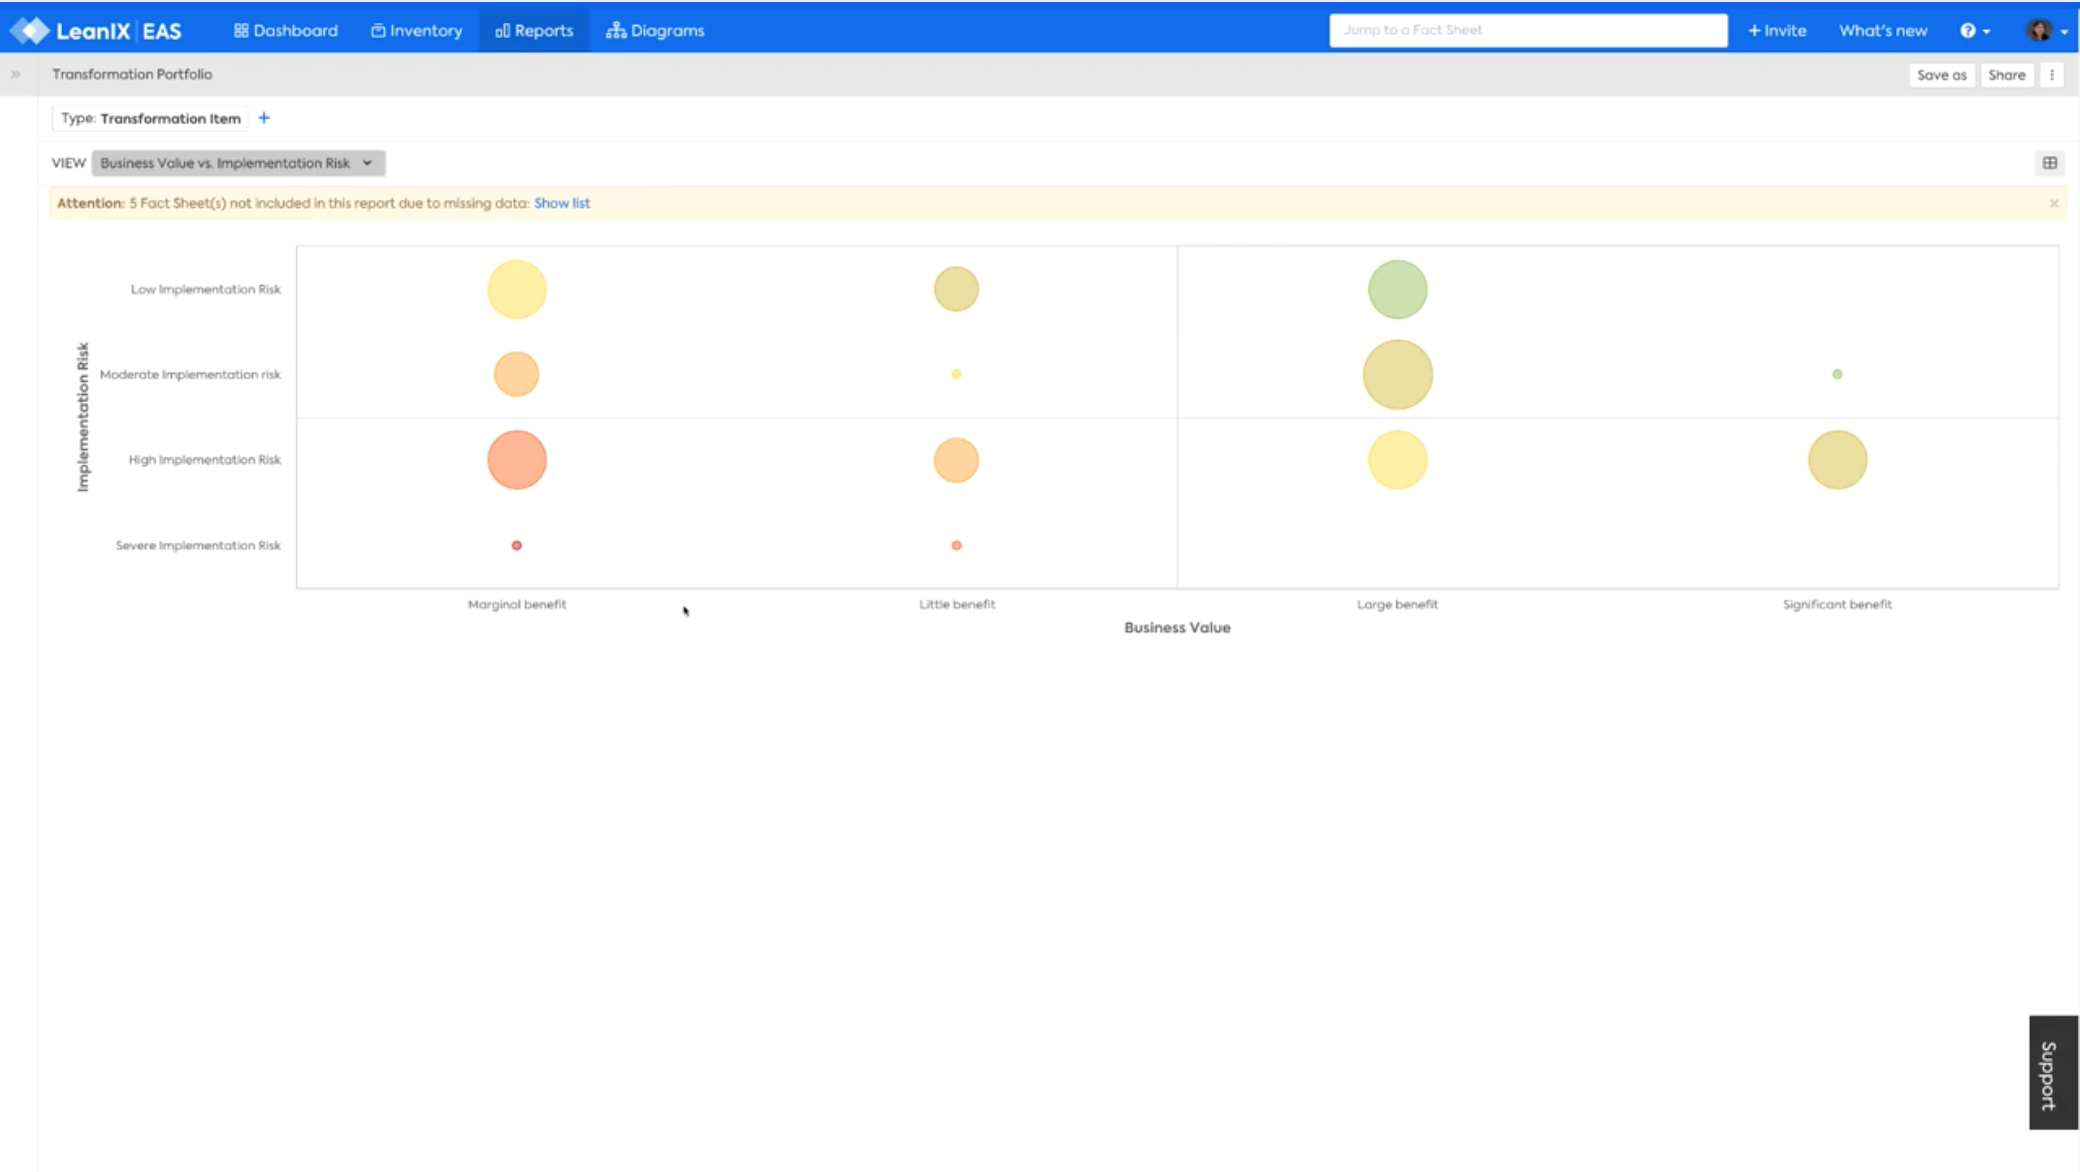 LeanIX | EAS Dashboard Inventory Reports Diagrams Jump to a Fact Sheet + Invite What's new ?
» Transformation Portfolio Save as Share
Type: Transformation Item +
VIEW Business Value vs. Implementation Risk
Attention: 5 Fact Sheet(s) not included in this report due to missing data: Show list ×
Implementation Risk
Low Implementation Risk
Moderate Implementation risk
High Implementation Risk
Severe Implementation Risk
Marginal benefit Little benefit Large benefit Significant benefit
Business Value
Support